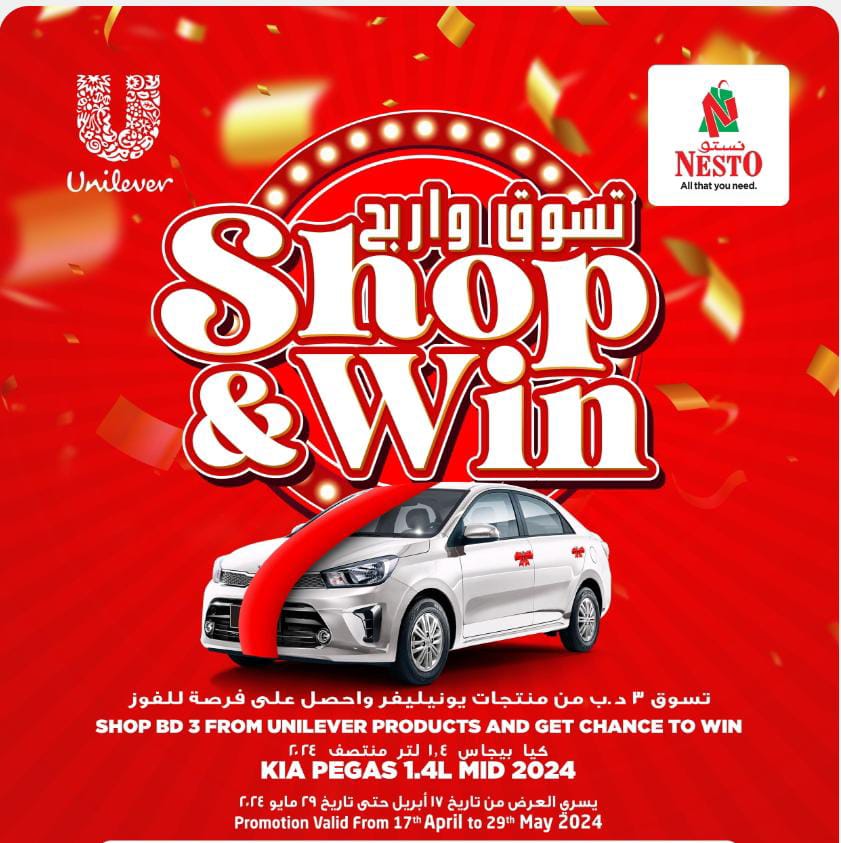 Unilever
نستو
NESTO
All that you need.
تسوق واربح
Shop
& Win
تسوق ٣ د.ب من منتجات يونيليفر واحصل على فرصة للفوز
SHOP BD 3 FROM UNILEVER PRODUCTS AND GET CHANCE TO WIN
كيا بيجاس ١,٤ لتر منتصف ٢٠٢٤
KIA PEGAS 1.4L MID 2024
يسري العرض من تاريخ ١٧ أبريل حتى تاريخ ٢٩ مايو ٢٠٢٤
Promotion Valid From 17th April to 29th May 2024